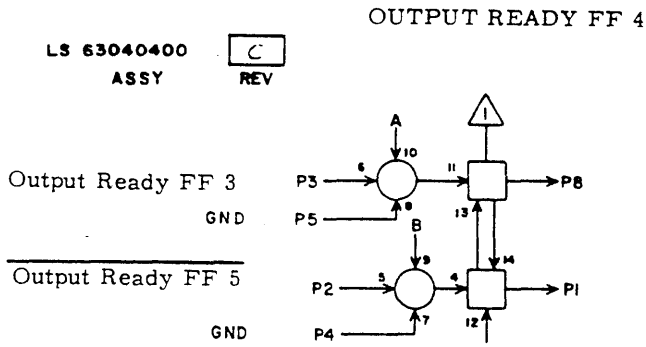 OUTPUT READY FF 4
LS 63040400 C
ASSY REV
1
A
10
Output Ready FF 3 P3 6 11 P8
8 13
GND P5
B
9 14
Output Ready FF 5 P2 5 4 P1
7 12
GND P4